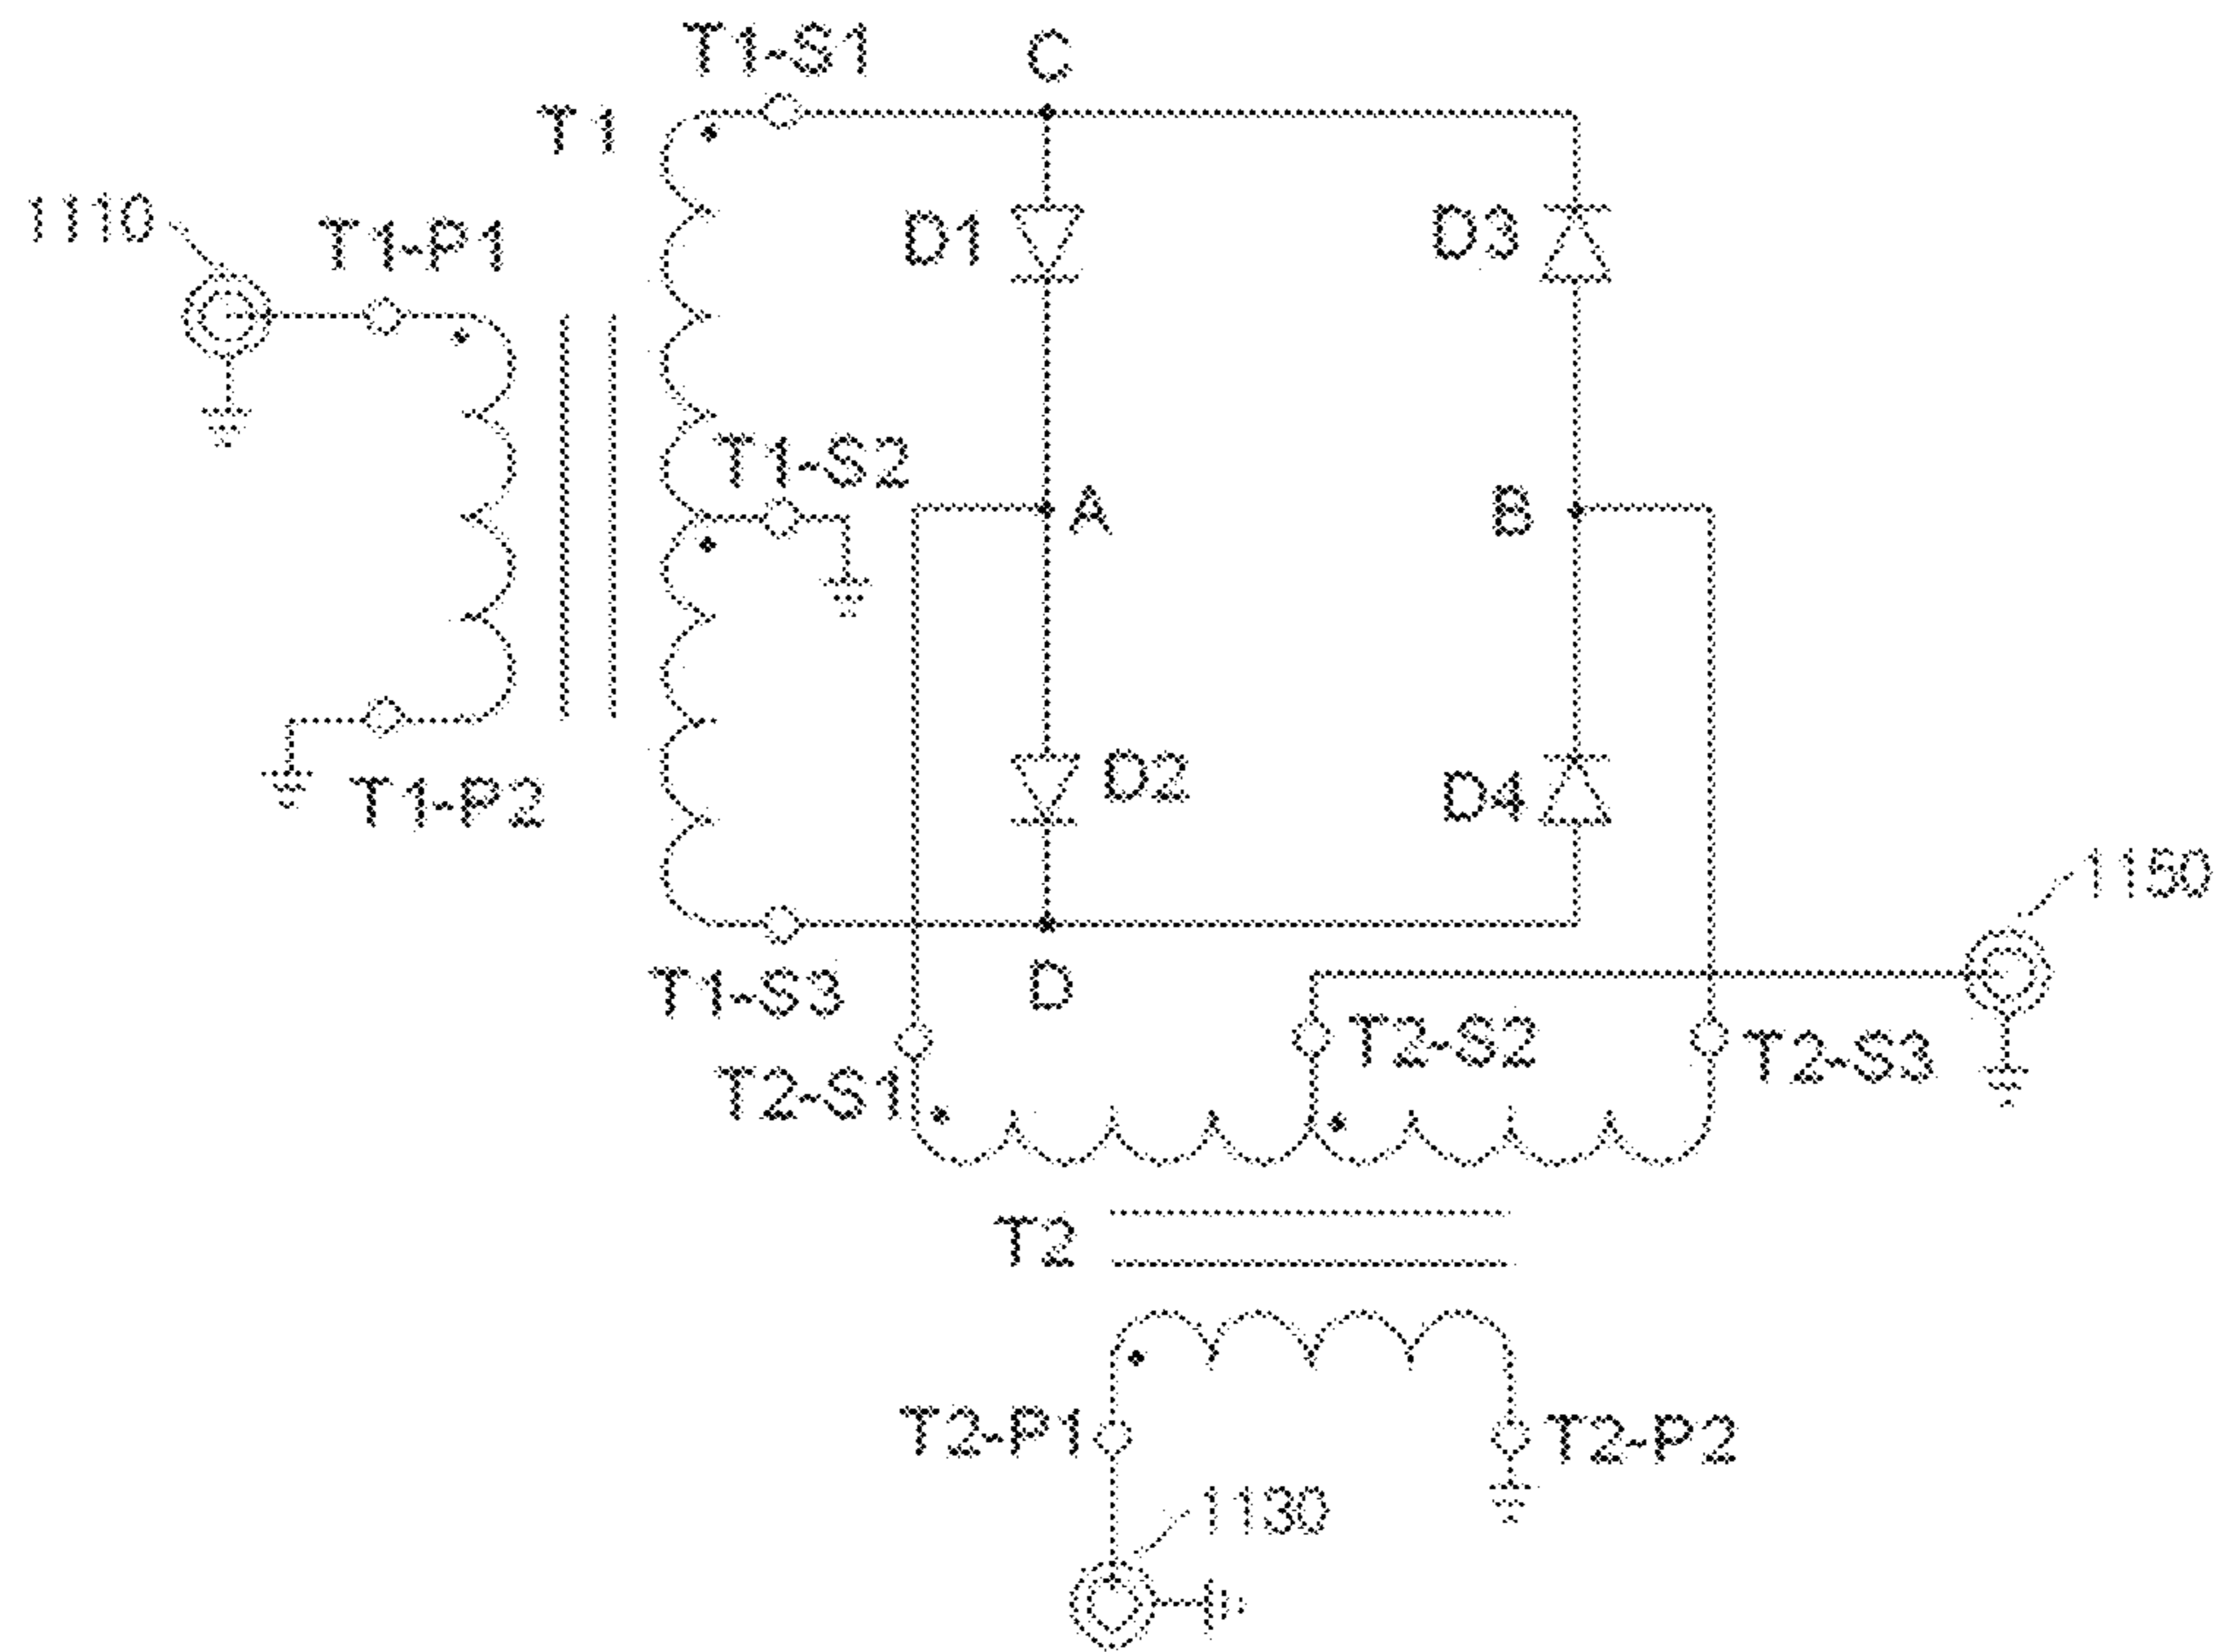 T1-S1
C
T1
1110
T1-P1
D1
D3
T1-S2
A
B
T1-P2
D2
D4
1150
T1-S3
D
T2-S2
T2-S3
T2-S1
T2
T2-P1
T2-P2
1130